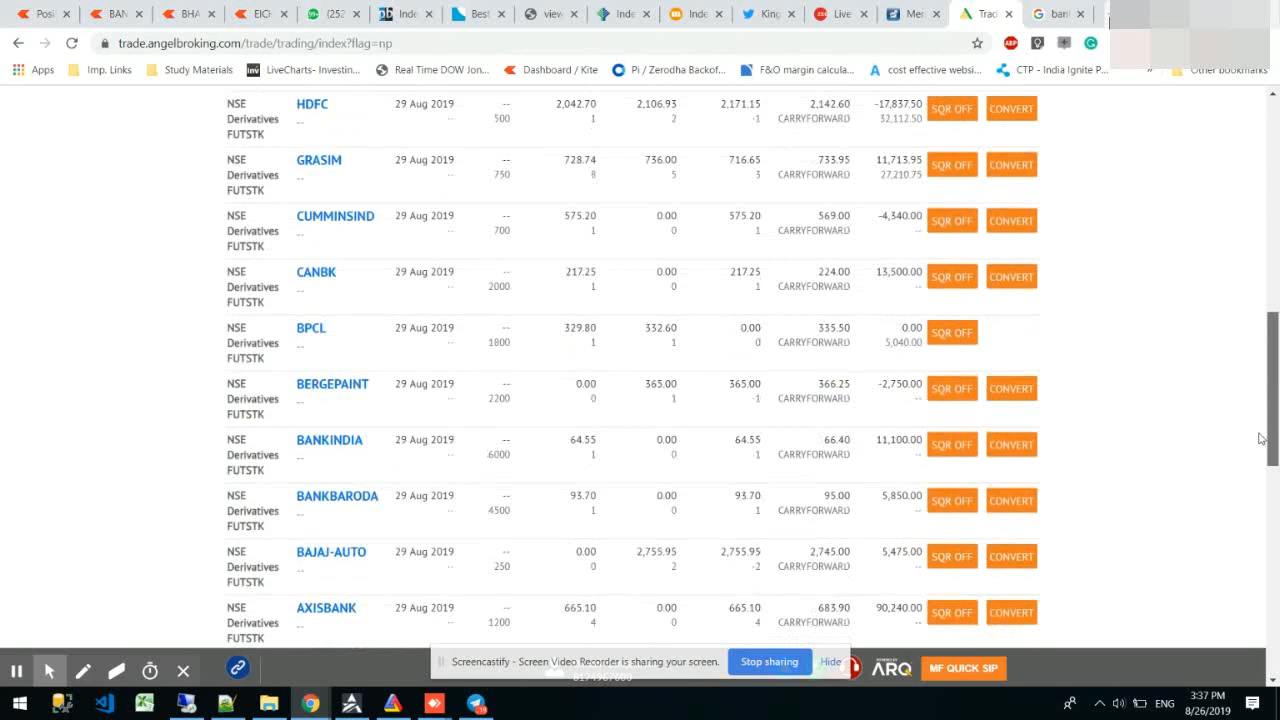 Posi
BAN
BHA
FUTG
(25)
Inde
Best
view
Inde
Inde
King
Live
Mer
Trad
bank
trade.angelbroking.com/trade/trading/index?flag=np
Apps Imp. Links Study Materials LiveCharts-Investin... Real Time DOW Jon... Dashboard / Kite Pi / Zerodha Backof... F&O margin calcula... cost effective websi... CTP - India Ignite P... » Other bookmarks
NSE HDFC 29 Aug 2019 -- 2,042.70 2,106.93 2,171.15 2,142.60 -17,837.50 SQR OFF CONVERT
Derivatives -- -- 500 1 2 -1 CARRYFORWARD 32,112.50
FUTSTK
NSE GRASIM 29 Aug 2019 -- 728.74 736.00 716.65 733.95 11,713.95 SQR OFF CONVERT
Derivatives -- -- 750 8 5 3 CARRYFORWARD 27,210.75
FUTSTK
NSE CUMMINSIND 29 Aug 2019 -- 575.20 0.00 575.20 569.00 -4,340.00 SQR OFF CONVERT
Derivatives -- -- 700 1 0 1 CARRYFORWARD --
FUTSTK
NSE CANBK 29 Aug 2019 -- 217.25 0.00 217.25 224.00 13,500.00 SQR OFF CONVERT
Derivatives -- -- 2000 1 0 1 CARRYFORWARD --
FUTSTK
NSE BPCL 29 Aug 2019 -- 329.80 332.60 0.00 335.50 0.00 SQR OFF
Derivatives -- -- 1800 1 1 0 CARRYFORWARD 5,040.00
FUTSTK
NSE BERGEPAINT 29 Aug 2019 -- 0.00 365.00 365.00 366.25 -2,750.00 SQR OFF CONVERT
Derivatives -- -- 2200 0 1 -1 CARRYFORWARD --
FUTSTK
NSE BANKINDIA 29 Aug 2019 -- 64.55 0.00 64.55 66.40 11,100.00 SQR OFF CONVERT
Derivatives -- -- 6000 1 0 1 CARRYFORWARD --
FUTSTK
NSE BANKBARODA 29 Aug 2019 -- 93.70 0.00 93.70 95.00 5,850.00 SQR OFF CONVERT
Derivatives -- -- 4500 1 0 1 CARRYFORWARD --
FUTSTK
NSE BAJAJ-AUTO 29 Aug 2019 -- 0.00 2,755.95 2,755.95 2,745.00 5,475.00 SQR OFF CONVERT
Derivatives -- -- 250 0 2 -2 CARRYFORWARD --
FUTSTK
NSE AXISBANK 29 Aug 2019 -- 665.10 0.00 665.10 683.90 90,240.00 SQR OFF CONVERT
Derivatives -- -- 1200 4 0 4 CARRYFORWARD --
FUTSTK
Screencastify - Screen Video Recorder is sharing your screen. Stop sharing Hide
POWERED BY ARQ MF QUICK SIP
ENG
3:37 PM
8/26/2019